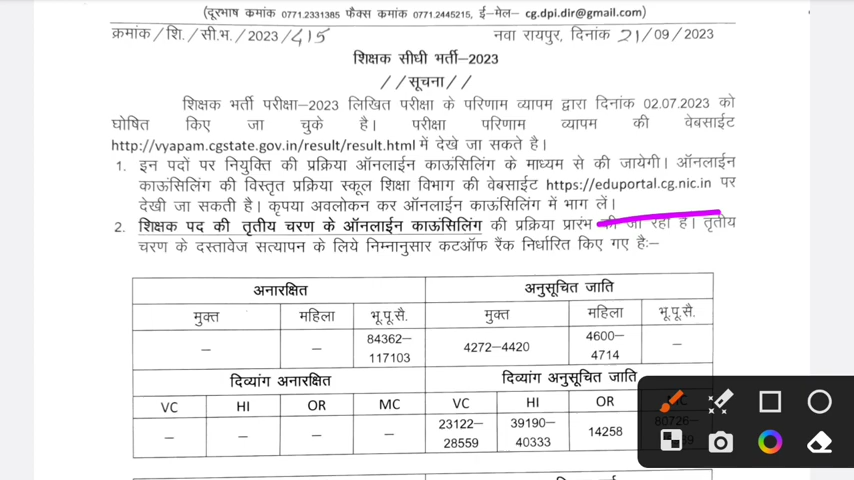 (दूरभाष कमांक 0771.2331385 फैक्स कमांक 0771.2445215, ई–मेल– cg.dpi.dir@gmail.com)
क्रमांक / शि. / सी.भ. / 2023 / 415 नवा रायपुर, दिनांक 21/09/2023
शिक्षक सीधी भर्ती–2023
//सूचना//
शिक्षक भर्ती परीक्षा–2023 लिखित परीक्षा के परिणाम व्यापम द्वारा दिनांक 02.07.2023 को
घोषित किए जा चुके है। परीक्षा परिणाम व्यापम की वेबसाईट
http://vyapam.cgstate.gov.in/result/result.html में देखे जा सकते है।
1. इन पदों पर नियुक्ति की प्रक्रिया ऑनलाईन काऊंसिलिंग के माध्यम से की जायेगी। ऑनलाईन
काऊंसिलिंग की विस्तृत प्रक्रिया स्कूल शिक्षा विभाग की वेबसाईट https://eduportal.cg.nic.in पर
देखी जा सकती है। कृपया अवलोकन कर ऑनलाईन काऊंसिलिंग में भाग लें।
2. शिक्षक पद की तृतीय चरण के ऑनलाईन काऊंसिलिंग की प्रक्रिया प्रारंभ की जा रही है। तृतीय
चरण के दस्तावेज सत्यापन के लिये निम्नानुसार कटऑफ रैंक निर्धारित किए गए है:–
अनारक्षित अनुसूचित जाति
मुक्त महिला भू.पू.सै. मुक्त महिला भू.पू.सै.
– – 84362–117103 4272–4420 4600–4714 –
दिव्यांग अनारक्षित दिव्यांग अनुसूचित जाति
VC HI OR MC VC HI OR MC
– – – – 23122–28559 39190–40333 14258